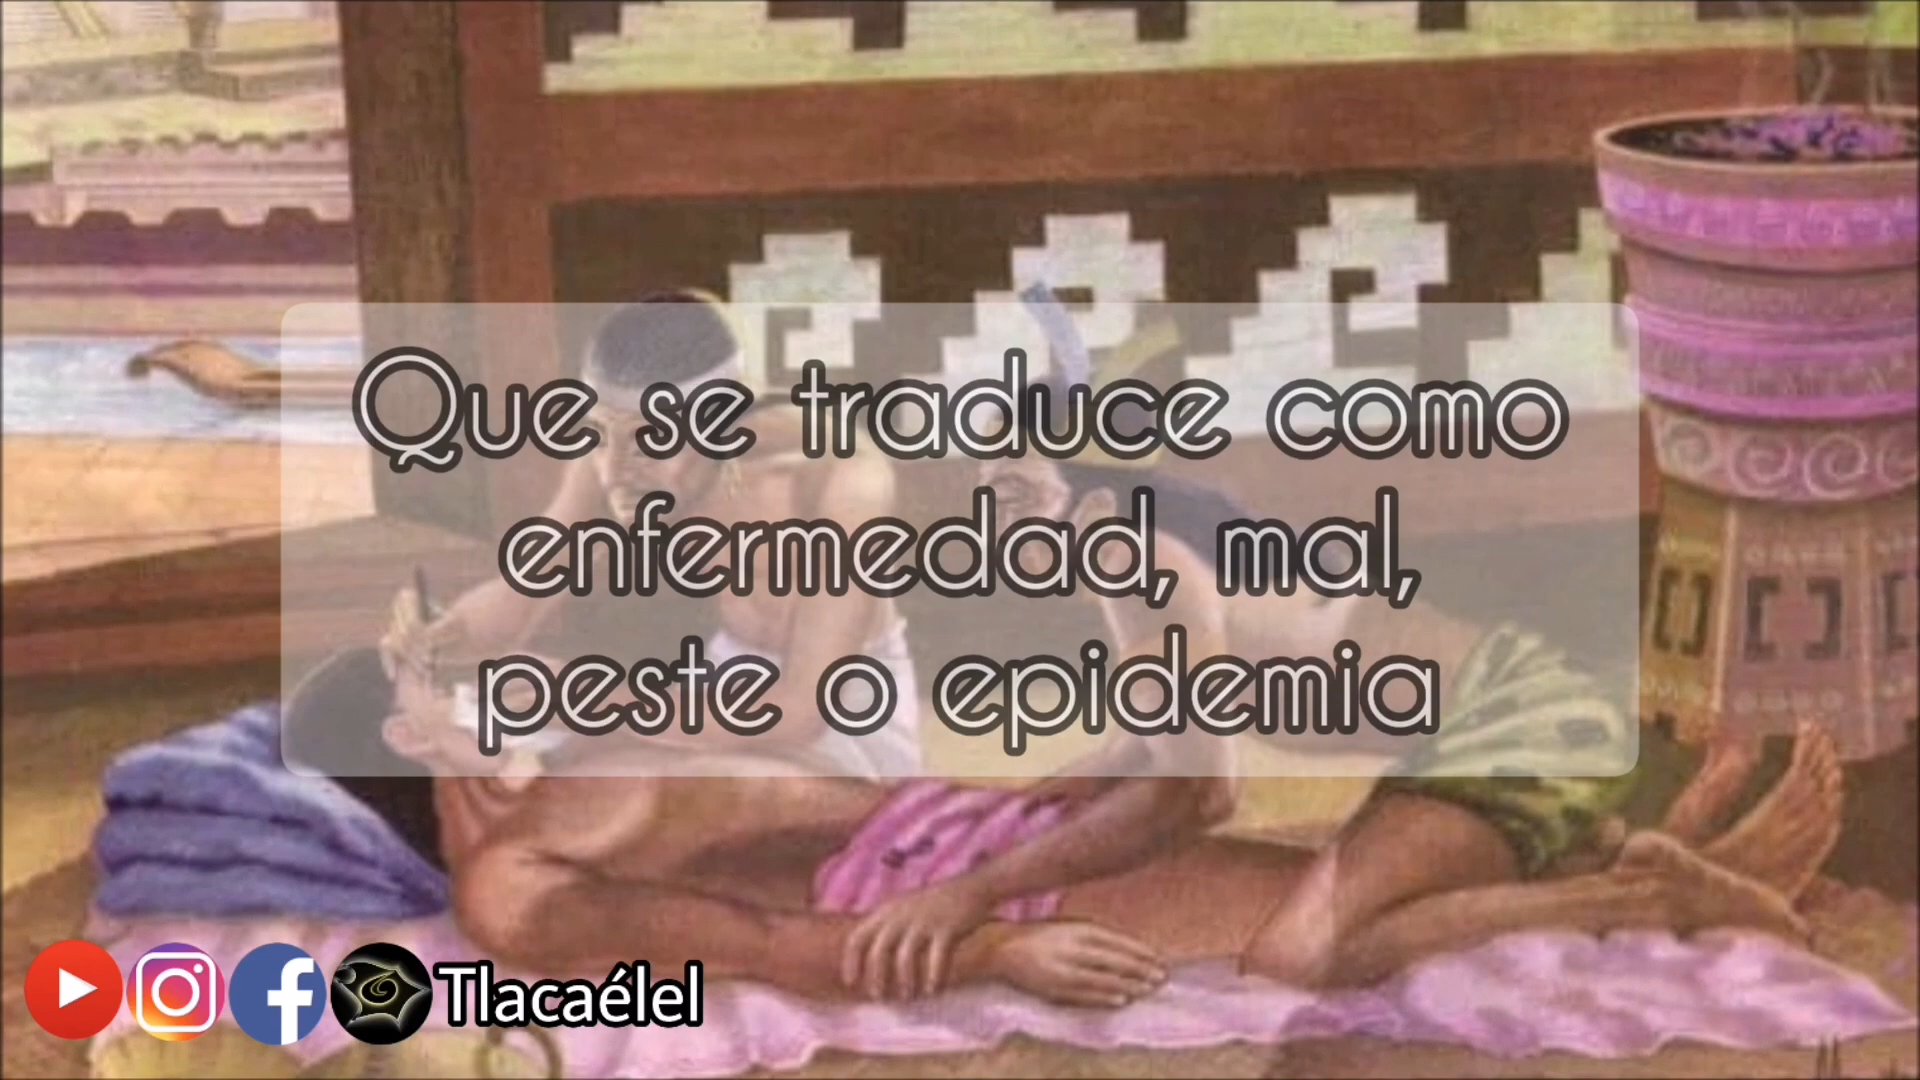 Que se traduce como
enfermedad, mal,
peste o epidemia
Tlacaélel